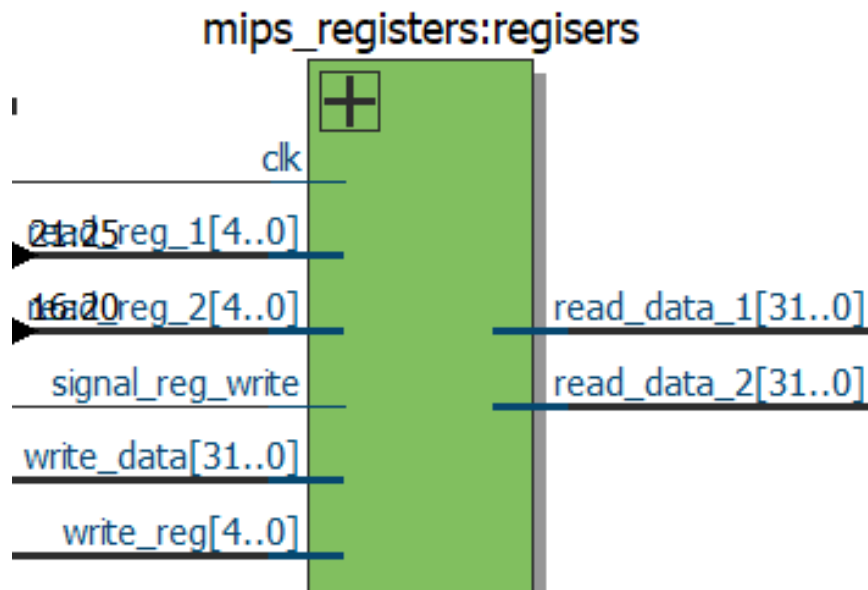 mips_registers:regisers
clk
21:25
read_reg_1[4..0]
16:20
read_reg_2[4..0]
signal_reg_write
write_data[31..0]
write_reg[4..0]
read_data_1[31..0]
read_data_2[31..0]